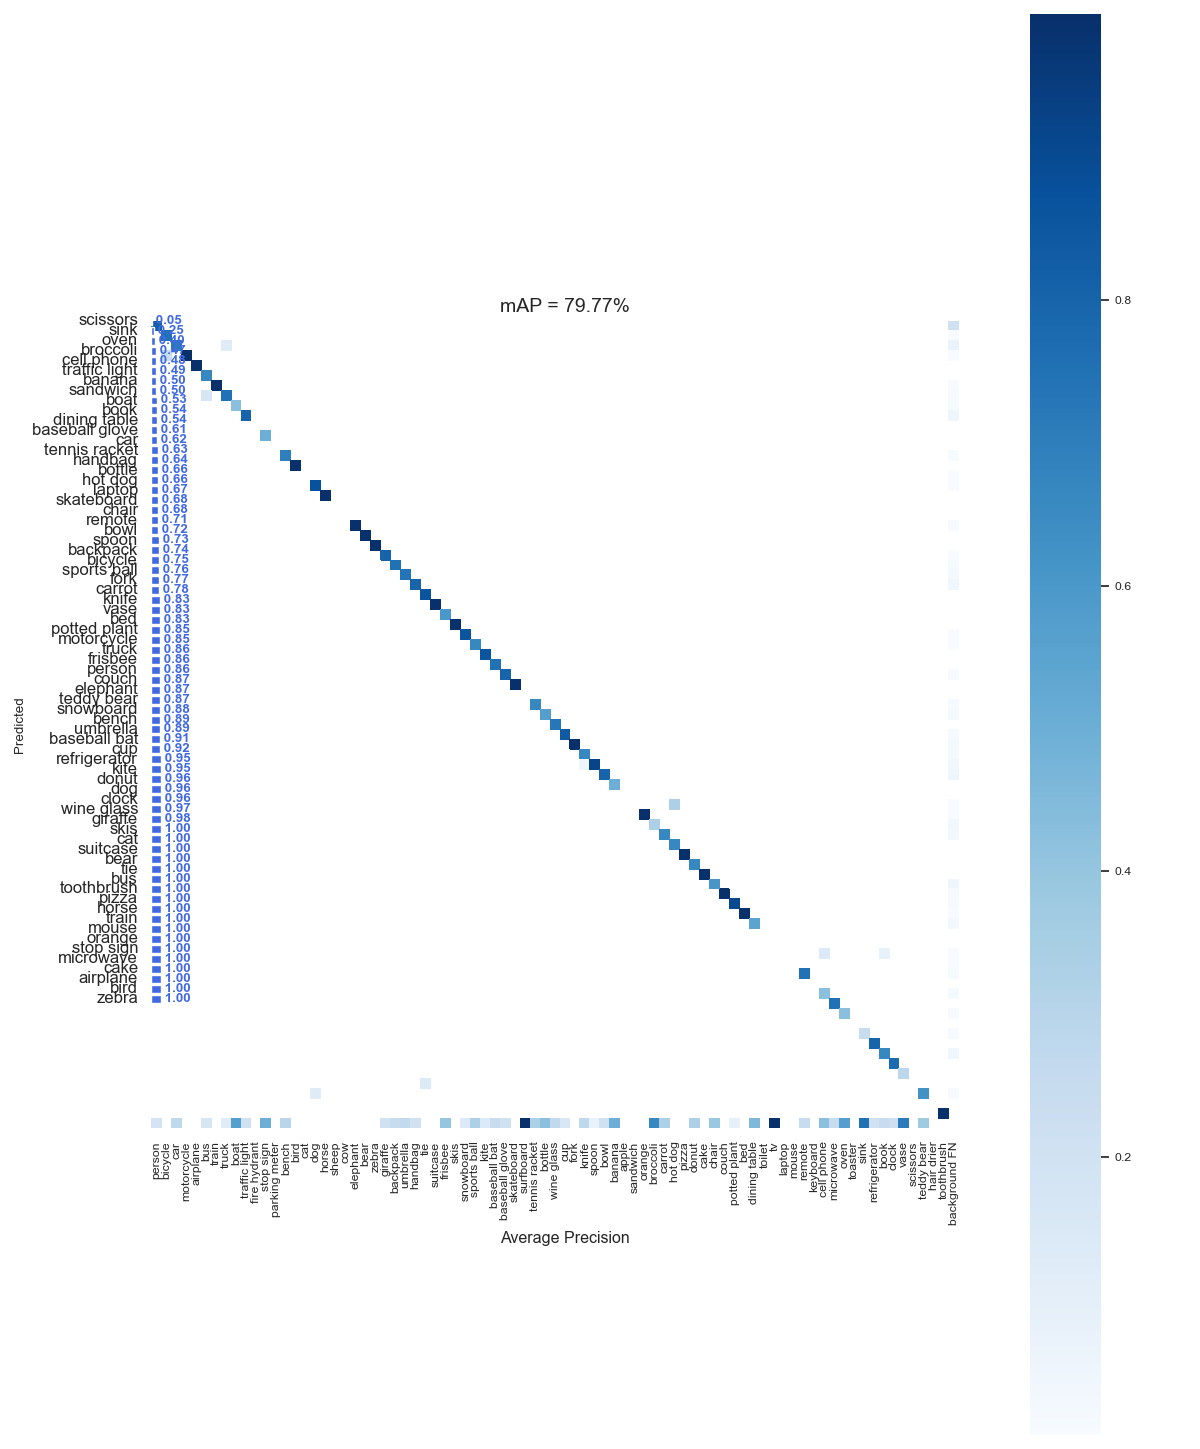 mAP = 79.77%
scissors 0.05
sink 0.25
oven
broccoli
cell phone 0.48
traffic light 0.49
banana 0.50
sandwich 0.50
boat 0.53
book 0.54
dining table 0.54
baseball glove 0.61
car 0.62
tennis racket 0.63
handbag 0.64
bottle 0.66
hot dog 0.66
laptop 0.67
skateboard 0.68
chair 0.68
remote 0.71
bowl 0.72
spoon 0.73
backpack 0.74
bicycle 0.75
sports ball 0.76
fork 0.77
carrot 0.78
knife 0.83
vase 0.83
bed 0.83
potted plant 0.85
motorcycle 0.85
truck 0.86
frisbee 0.86
person 0.86
couch 0.87
elephant 0.87
teddy bear 0.87
snowboard 0.88
bench 0.89
umbrella 0.89
baseball bat 0.91
cup 0.92
refrigerator 0.95
kite 0.95
donut 0.96
dog 0.96
clock 0.96
wine glass 0.97
giraffe 0.98
skis 1.00
cat 1.00
suitcase 1.00
bear 1.00
tie 1.00
bus 1.00
toothbrush 1.00
pizza 1.00
horse 1.00
train 1.00
mouse 1.00
orange 1.00
stop sign 1.00
microwave 1.00
cake 1.00
airplane 1.00
bird 1.00
zebra 1.00
Predicted
person
bicycle
car
motorcycle
airplane
bus
train
truck
boat
traffic light
fire hydrant
stop sign
parking meter
bench
bird
cat
dog
horse
sheep
cow
elephant
bear
zebra
giraffe
backpack
umbrella
handbag
tie
suitcase
frisbee
skis
snowboard
sports ball
kite
baseball bat
baseball glove
skateboard
surfboard
tennis racket
bottle
wine glass
cup
fork
knife
spoon
bowl
banana
apple
sandwich
orange
broccoli
carrot
hot dog
pizza
donut
cake
chair
couch
potted plant
bed
dining table
toilet
tv
laptop
mouse
remote
keyboard
cell phone
microwave
oven
toaster
sink
refrigerator
book
clock
vase
scissors
teddy bear
hair drier
toothbrush
background FN
Average Precision
0.8
0.6
0.4
0.2